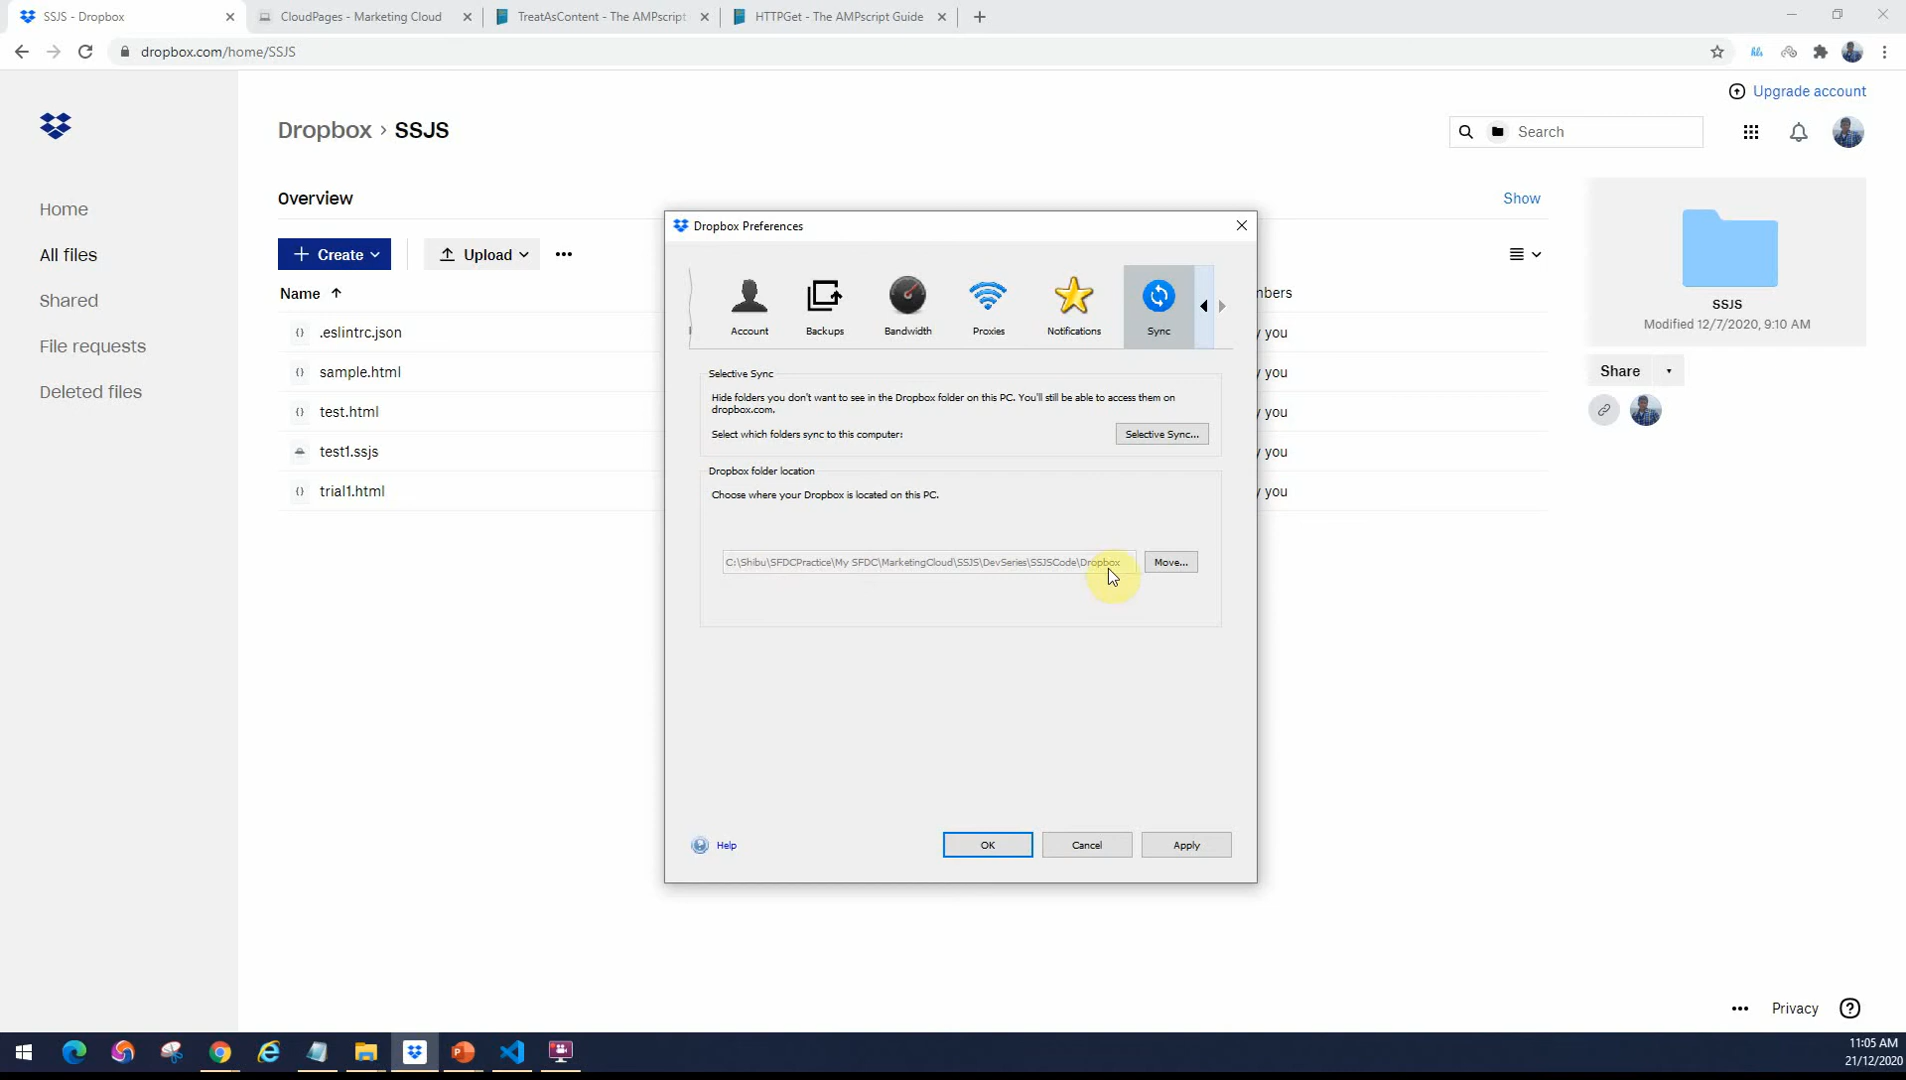 SSJS - Dropbox
CloudPages - Marketing Cloud
TreatAsContent - The AMPscript
HTTPGet - The AMPscript Guide
dropbox.com/home/SSJS
hls
Upgrade account
Dropbox › SSJS
Search
Home
All files
Shared
File requests
Deleted files
Overview
Show
Create
Upload
Name
mbers
.eslintrc.json
y you
sample.html
y you
test.html
y you
test1.ssjs
y you
trial1.html
y you
SSJS
Modified 12/7/2020, 9:10 AM
Share
Dropbox Preferences
Account
Backups
Bandwidth
Proxies
Notifications
Sync
Selective Sync
Hide folders you don't want to see in the Dropbox folder on this PC. You'll still be able to access them on
dropbox.com.
Select which folders sync to this computer:
Selective Sync...
Dropbox folder location
Choose where your Dropbox is located on this PC.
C:\Shibu\SFDCPractice\My SFDC\MarketingCloud\SSJS\DevSeries\SSJSCode\Dropbox
Move...
Help
OK
Cancel
Apply
Privacy
11:05 AM
21/12/2020